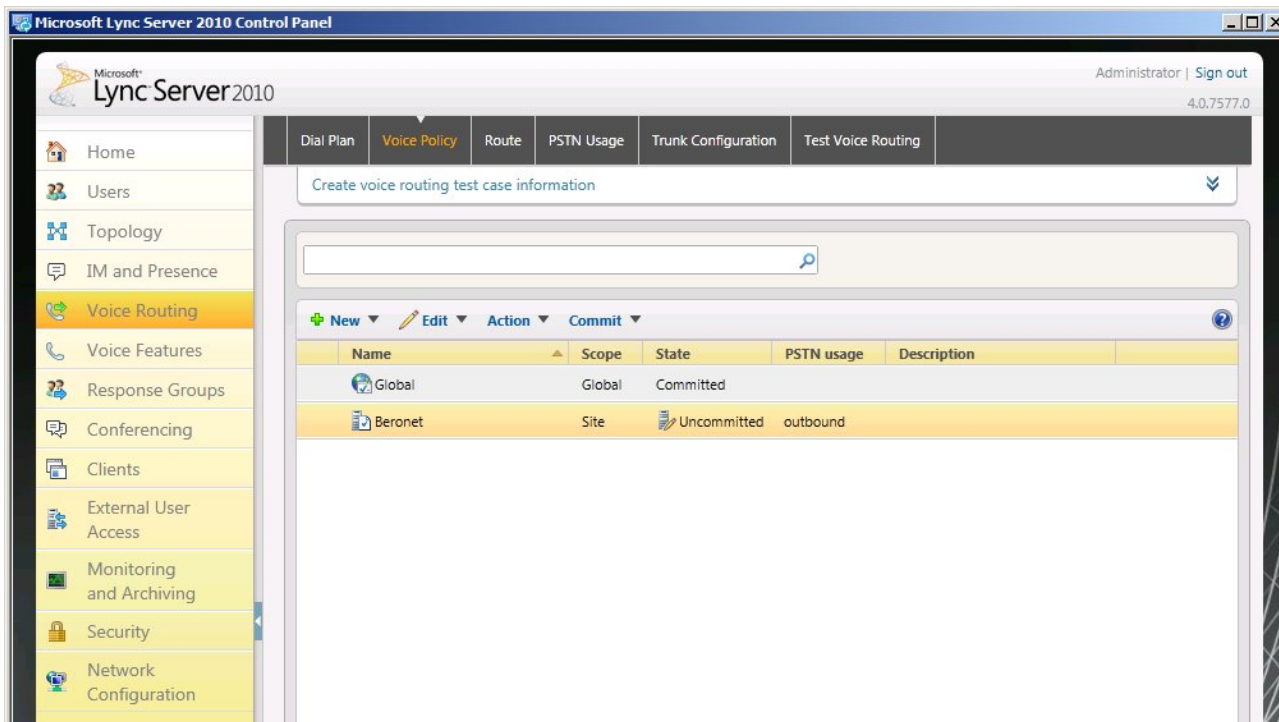 Microsoft Lync Server 2010 Control Panel
Microsoft®
Lync Server 2010
Administrator | Sign out
4.0.7577.0
Home
Users
Topology
IM and Presence
Voice Routing
Voice Features
Response Groups
Conferencing
Clients
External User
Access
Monitoring
and Archiving
Security
Network
Configuration
Dial Plan Voice Policy Route PSTN Usage Trunk Configuration Test Voice Routing
Create voice routing test case information
New Edit Action Commit
Name Scope State PSTN usage Description
Global Global Committed
Beronet Site Uncommitted outbound